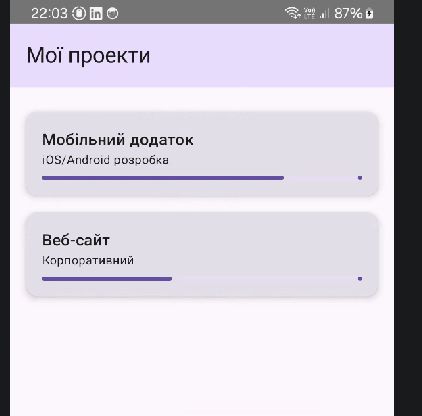 22:03 87%
Мої проекти
Мобільний додаток
iOS/Android розробка
Веб-сайт
Корпоративний